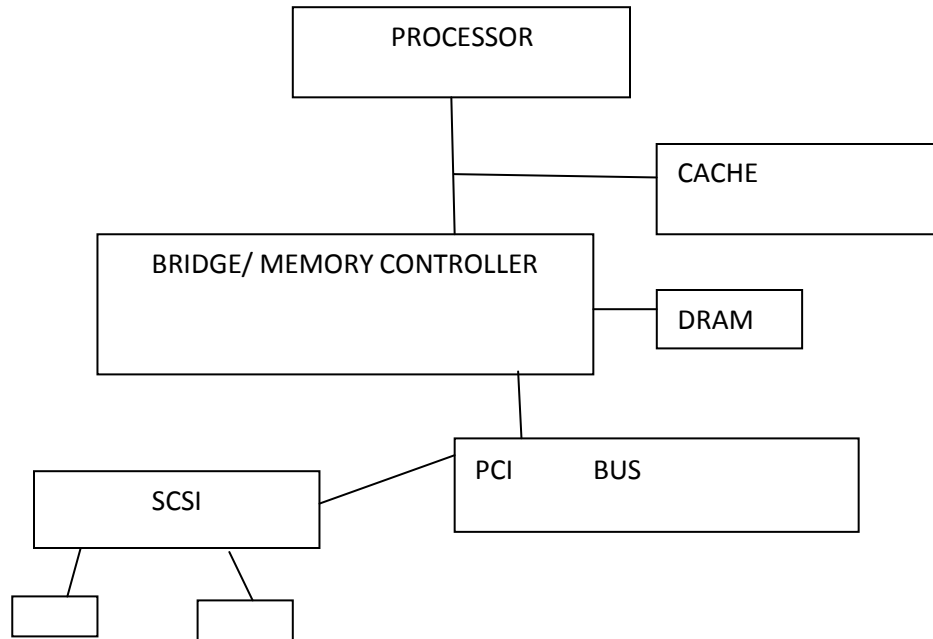 PROCESSOR
CACHE
BRIDGE/ MEMORY CONTROLLER
DRAM
PCI BUS
SCSI